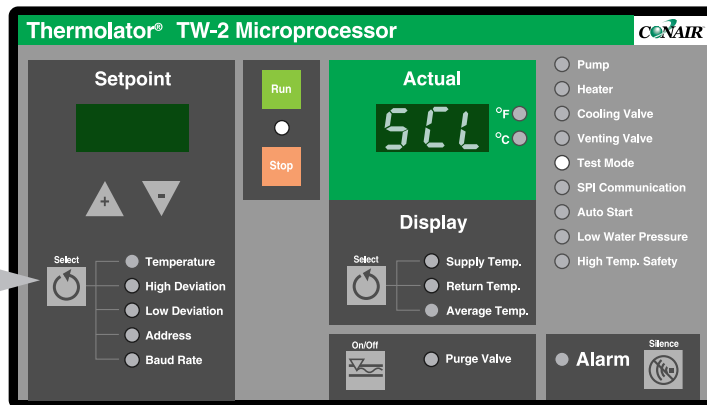 Thermolator® TW-2 Microprocessor
CONAIR
Setpoint
+
-
Select
Temperature
High Deviation
Low Deviation
Address
Baud Rate
Run
Stop
Actual
SCL
°F
°C
Display
Select
Supply Temp.
Return Temp.
Average Temp.
On/Off
Purge Valve
Pump
Heater
Cooling Valve
Venting Valve
Test Mode
SPI Communication
Auto Start
Low Water Pressure
High Temp. Safety
Alarm
Silence